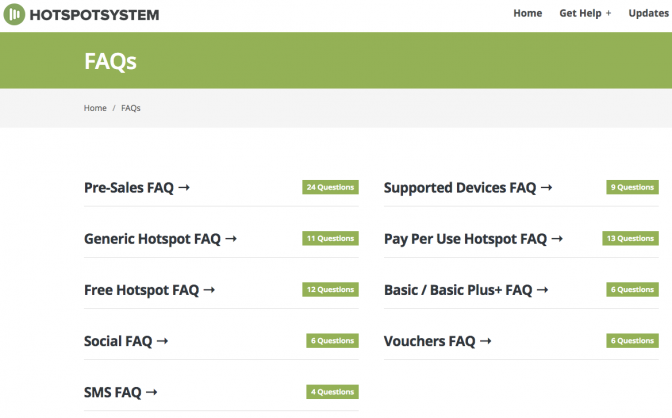 HOTSPOTSYSTEM
Home Get Help + Updates
FAQs
Home / FAQs
Pre-Sales FAQ → 24 Questions
Supported Devices FAQ → 9 Questions
Generic Hotspot FAQ → 11 Questions
Pay Per Use Hotspot FAQ → 13 Questions
Free Hotspot FAQ → 12 Questions
Basic / Basic Plus+ FAQ → 6 Questions
Social FAQ → 6 Questions
Vouchers FAQ → 6 Questions
SMS FAQ → 4 Questions